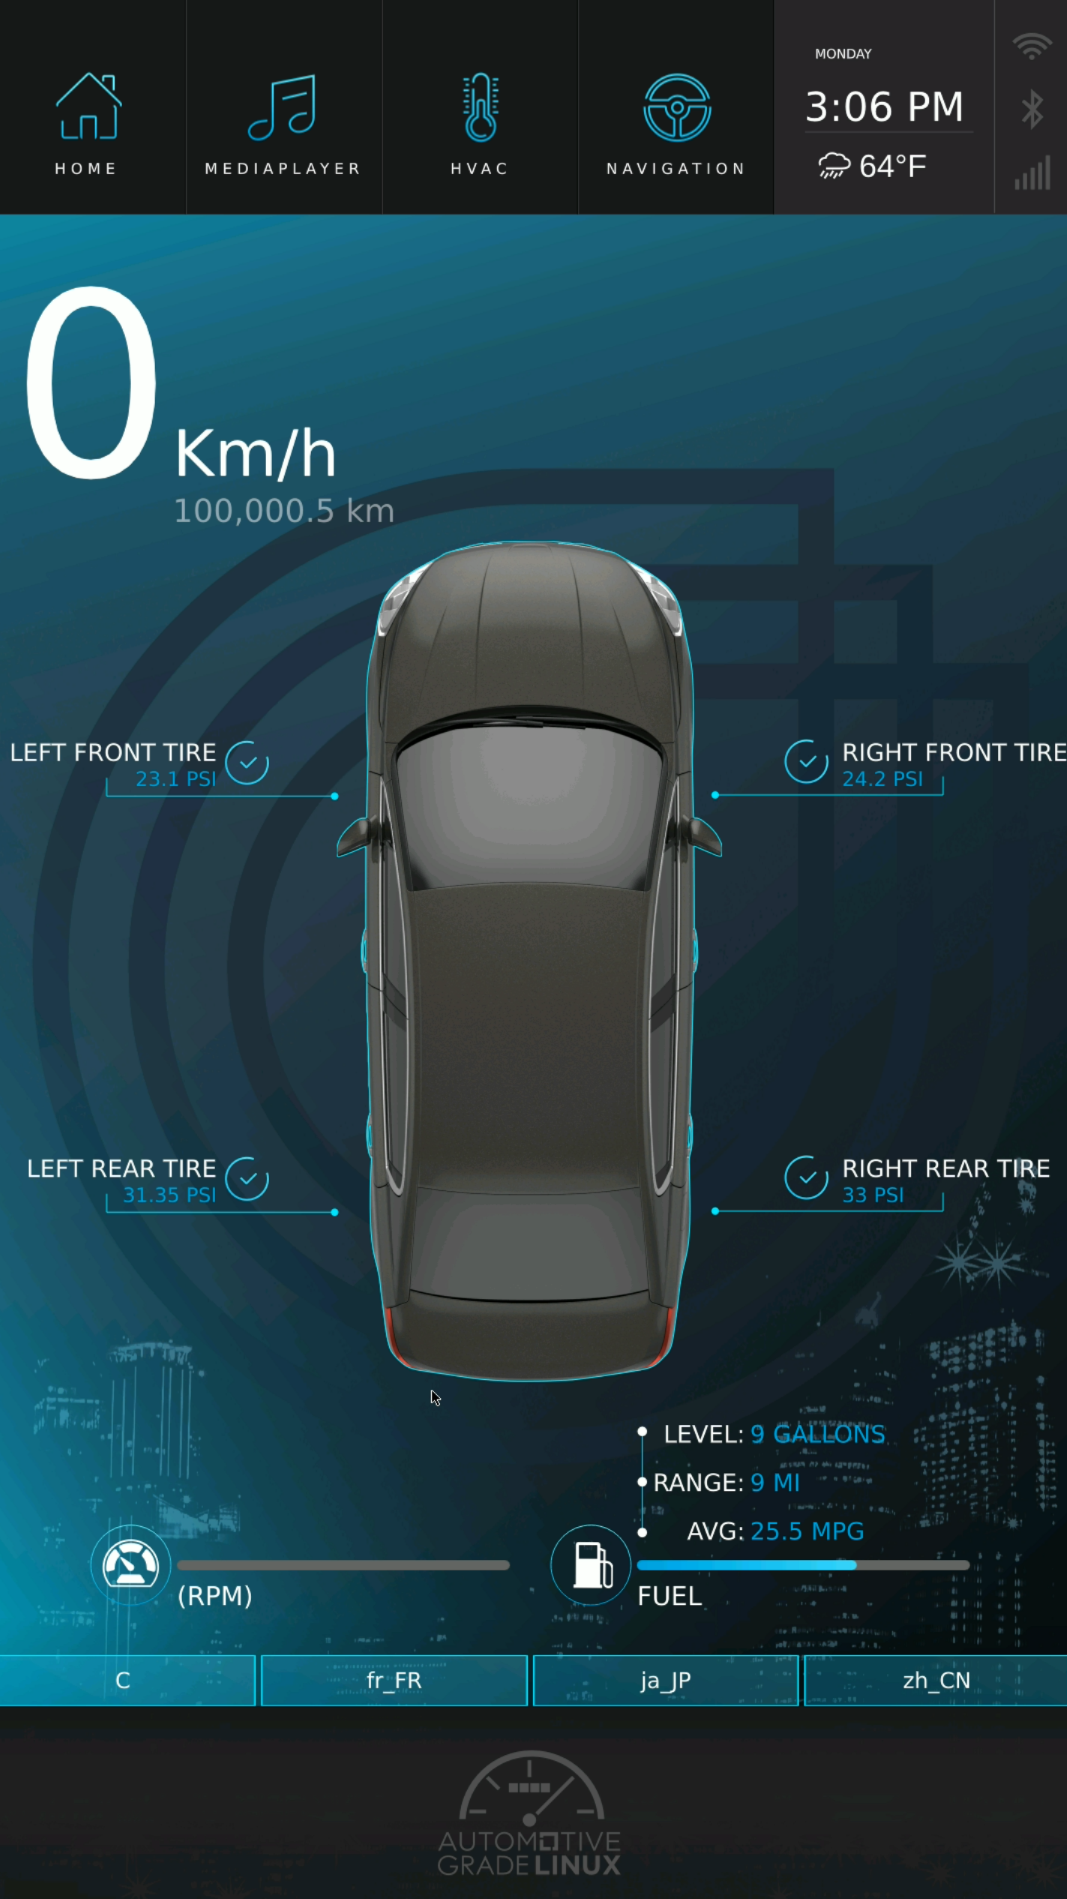 HOME
MEDIAPLAYER
HVAC
NAVIGATION
MONDAY
3:06 PM
64°F
0
Km/h
100,000.5 km
LEFT FRONT TIRE
23.1 PSI
RIGHT FRONT TIRE
24.2 PSI
LEFT REAR TIRE
31.35 PSI
RIGHT REAR TIRE
33 PSI
LEVEL: 9 GALLONS
RANGE: 9 MI
AVG: 25.5 MPG
(RPM)
FUEL
C
fr_FR
ja_JP
zh_CN
AUTOMOTIVE
GRADE LINUX